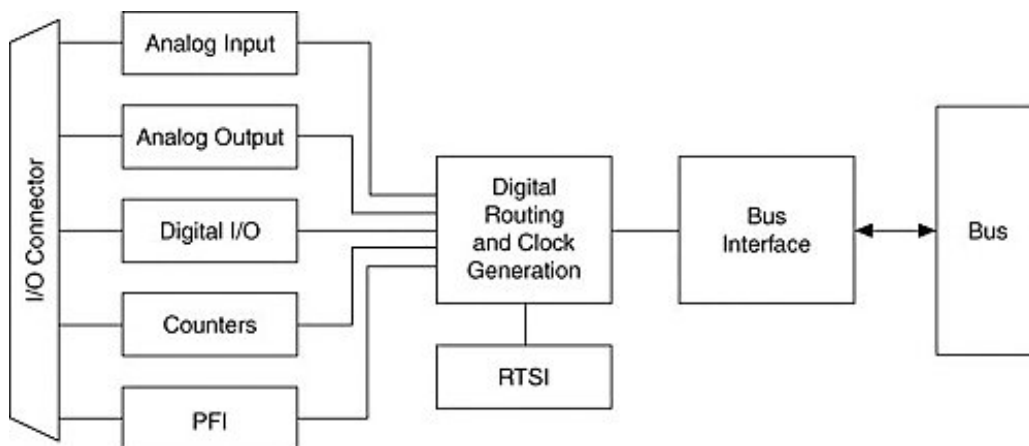 I/O Connector
Analog Input
Analog Output
Digital I/O
Counters
PFI
Digital
Routing
and Clock
Generation
RTSI
Bus
Interface
Bus